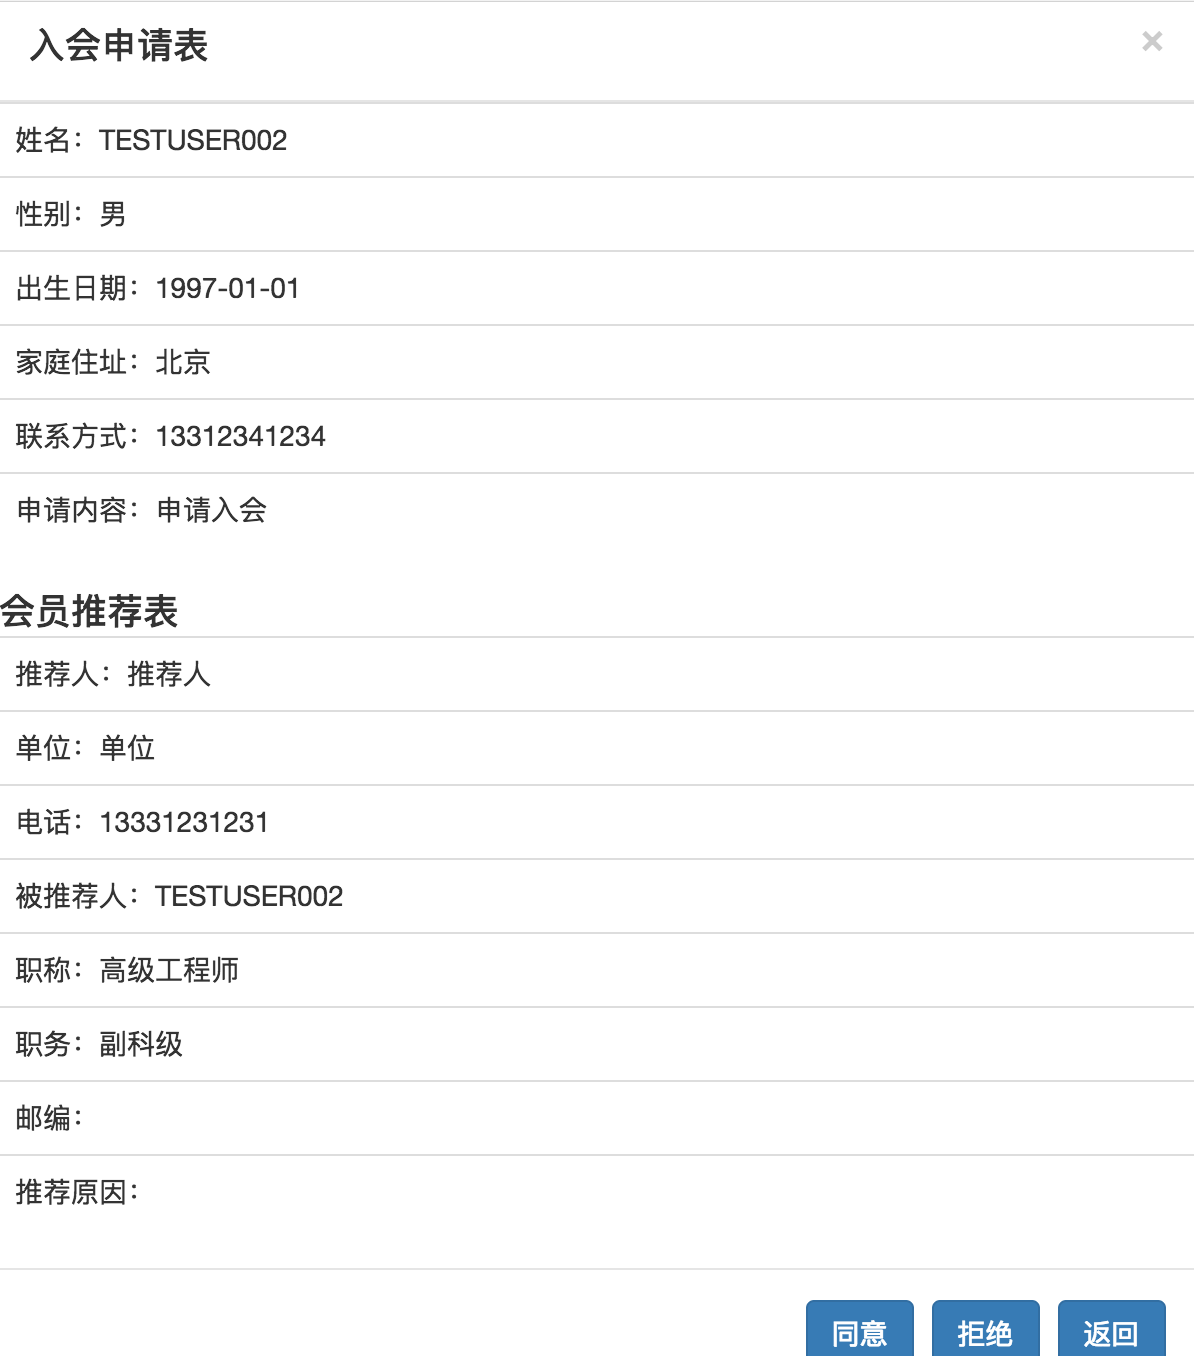 入会申请表
×
姓名：TESTUSER002
性别：男
出生日期：1997-01-01
家庭住址：北京
联系方式：13312341234
申请内容：申请入会
会员推荐表
推荐人：推荐人
单位：单位
电话：13331231231
被推荐人：TESTUSER002
职称：高级工程师
职务：副科级
邮编：
推荐原因：
同意 拒绝 返回